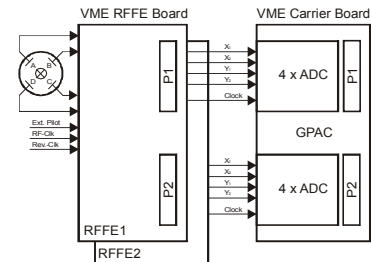 VME RFFE Board
VME Carrier Board
A
B
D
C
Ext. Pilot
RF-Clk
Rev.-Clk
P1
P2
RFFE1
RFFE2
X₁
X₂
Y₁
Y₂
Clock
4 x ADC
P1
GPAC
X₁
X₂
Y₁
Y₂
Clock
4 x ADC
P2